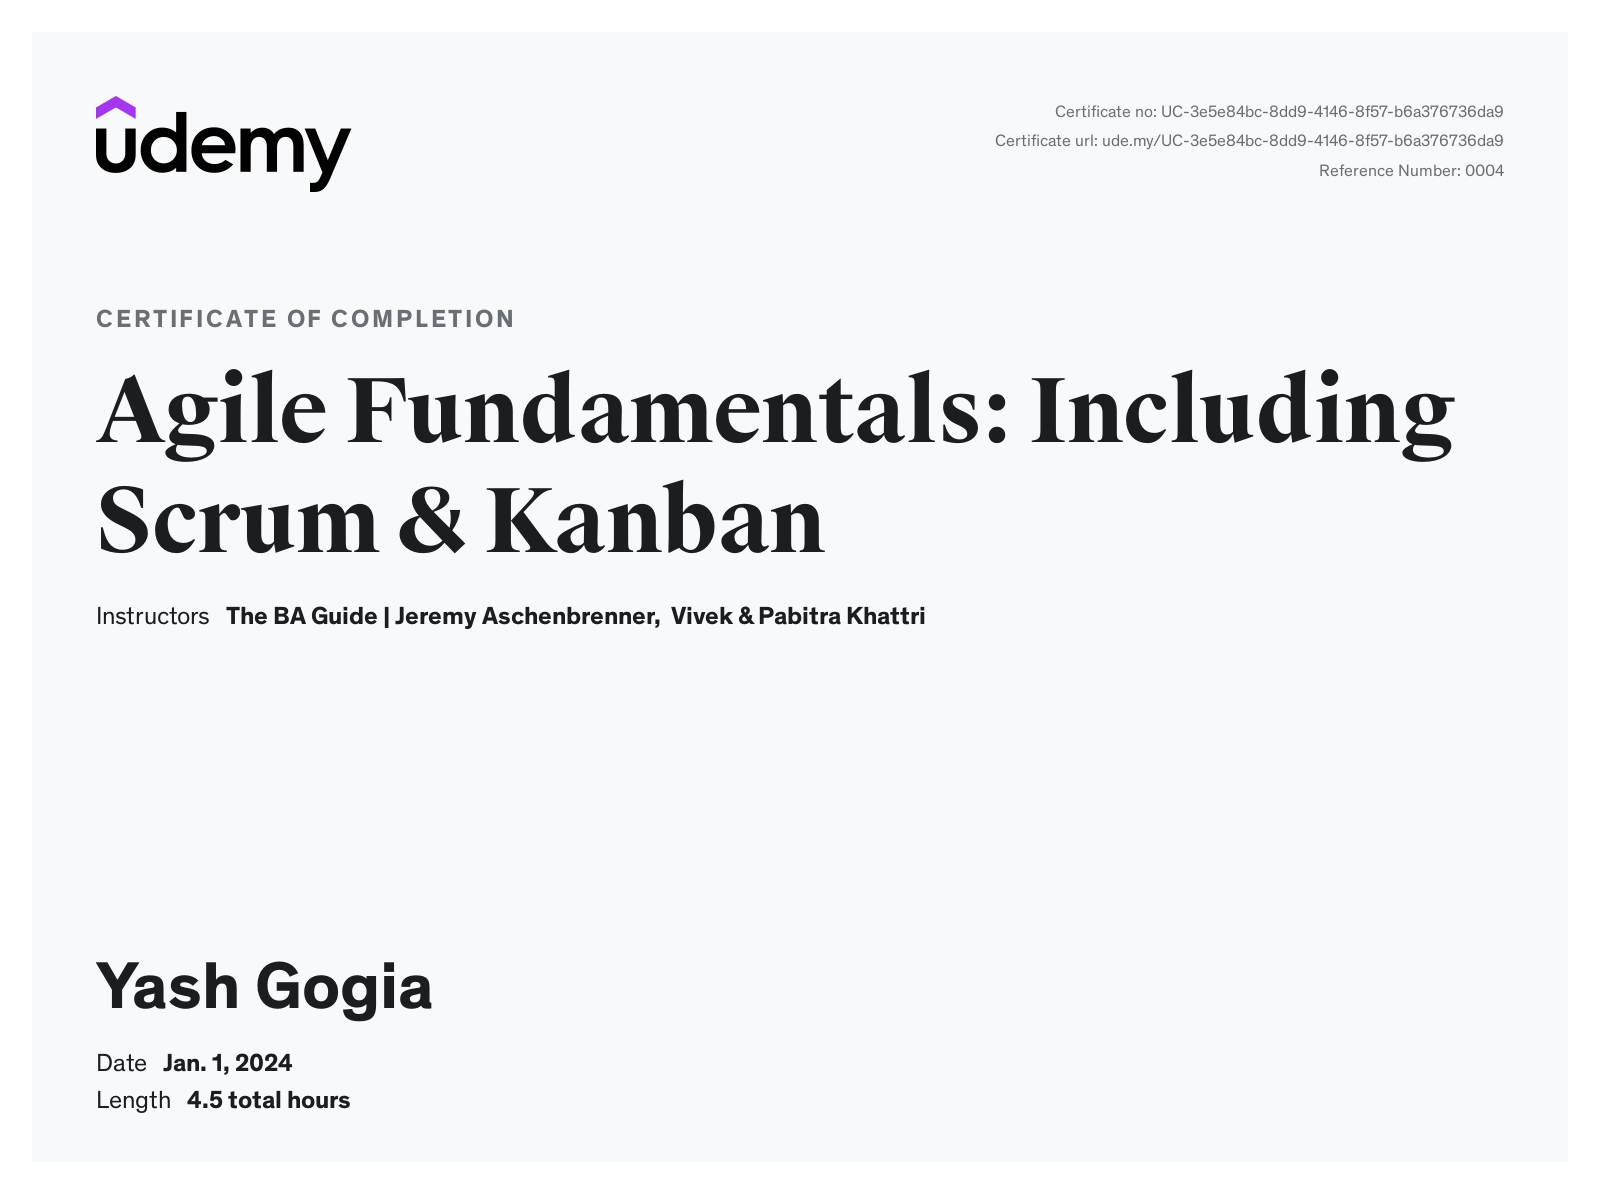 udemy
Certificate no: UC-3e5e84bc-8dd9-4146-8f57-b6a376736da9
Certificate url: ude.my/UC-3e5e84bc-8dd9-4146-8f57-b6a376736da9
Reference Number: 0004
CERTIFICATE OF COMPLETION
Agile Fundamentals: Including
Scrum & Kanban
Instructors The BA Guide | Jeremy Aschenbrenner, Vivek & Pabitra Khattri
Yash Gogia
Date Jan. 1, 2024
Length 4.5 total hours